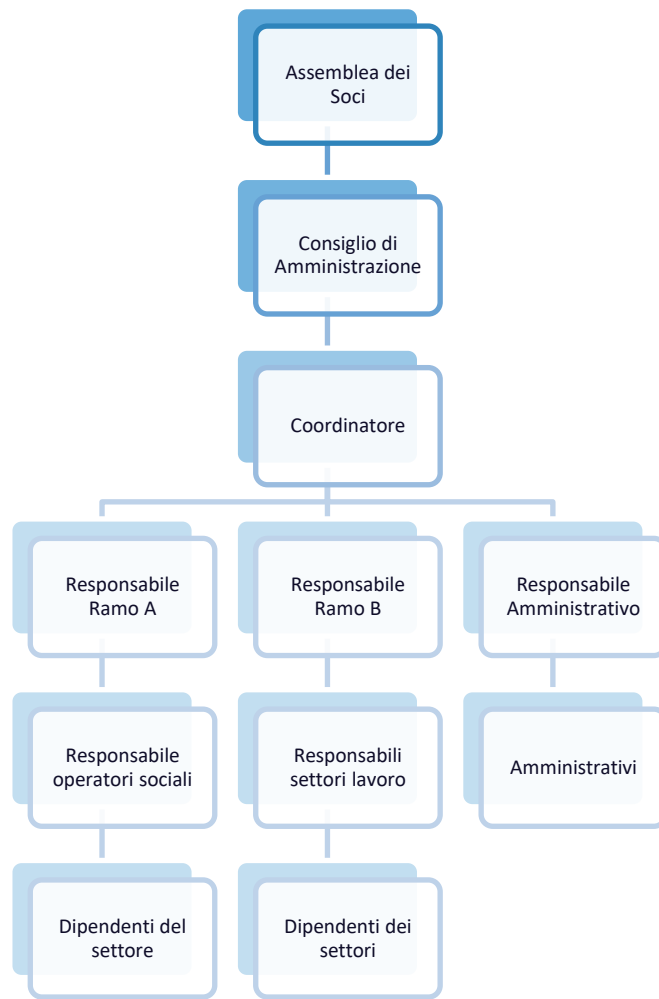 Assemblea dei
Soci
Consiglio di
Amministrazione
Coordinatore
Responsabile
Ramo A
Responsabile
Ramo B
Responsabile
Amministrativo
Responsabile
operatori sociali
Responsabili
settori lavoro
Amministrativi
Dipendenti del
settore
Dipendenti dei
settori